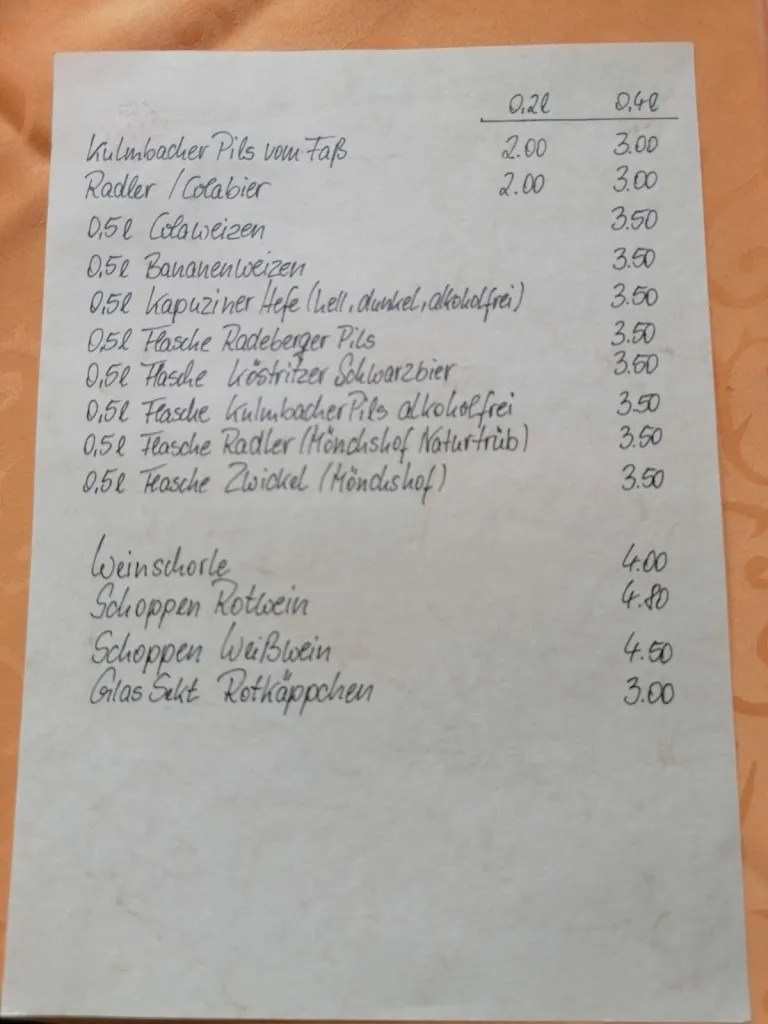 0,2l 0,4l
Kulmbacher Pils vom Faß 2.00 3.00
Radler / Colabier 2.00 3.00
0,5l Colaweizen 3.50
0,5l Bananenweizen 3.50
0,5l Kapuziner Hefe (hell, dunkel, alkoholfrei) 3.50
0,5l Flasche Radeberger Pils 3.50
0,5l Flasche Köstritzer Schwarzbier 3.50
0,5l Flasche Kulmbacher Pils alkoholfrei 3.50
0,5l Flasche Radler (Mönchshof Naturtrüb) 3.50
0,5l Flasche Zwickel (Mönchshof) 3.50
Weinschorle 4.00
Schoppen Rotwein 4.80
Schoppen Weißwein 4.50
Glas Sekt Rotkäppchen 3.00